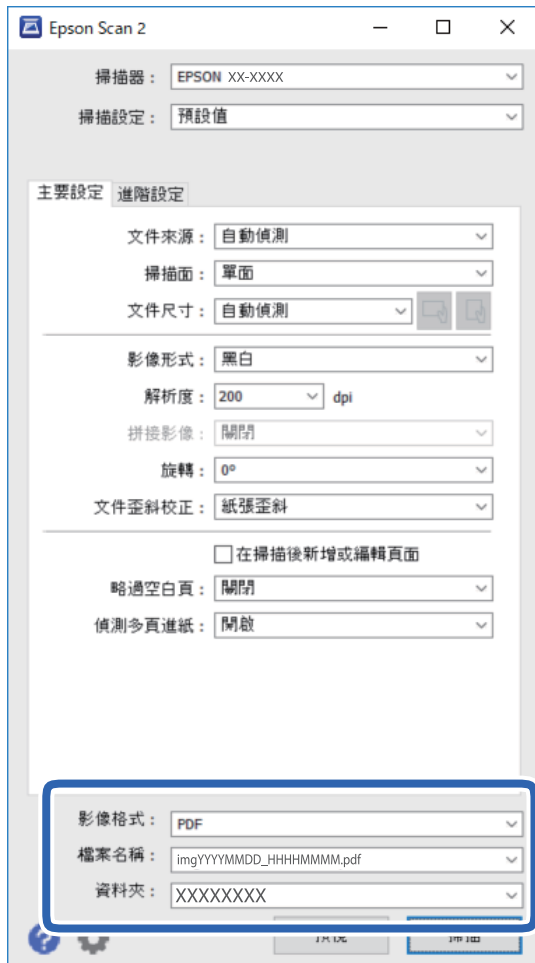 Epson Scan 2
掃描器： EPSON XX-XXXX
掃描設定： 預設值
主要設定 進階設定
文件來源： 自動偵測
掃描面： 單面
文件尺寸： 自動偵測
影像形式： 黑白
解析度： 200 dpi
拼接影像： 關閉
旋轉： 0°
文件歪斜校正： 紙張歪斜
在掃描後新增或編輯頁面
略過空白頁： 關閉
偵測多頁進紙： 開啟
影像格式： PDF
檔案名稱： imgYYYYMMDD_HHHHMMMM.pdf
資料夾： XXXXXXXX